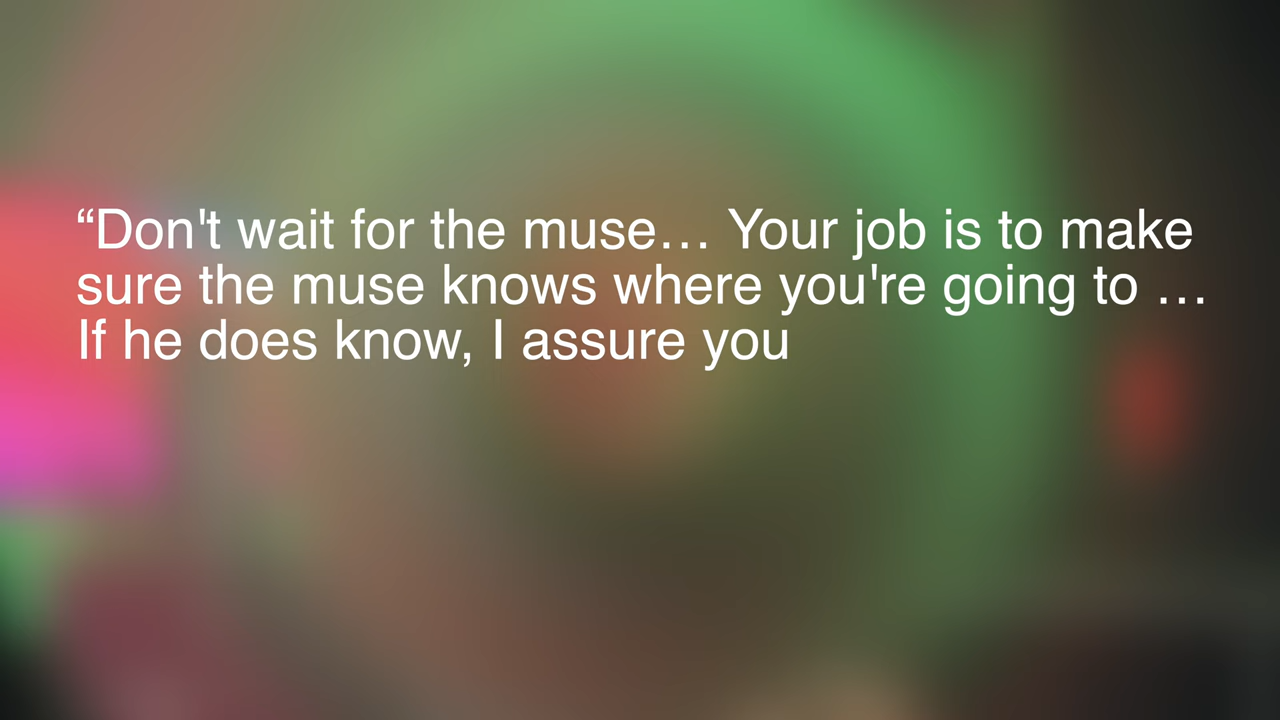 “Don't wait for the muse… Your job is to make
sure the muse knows where you're going to …
If he does know, I assure you